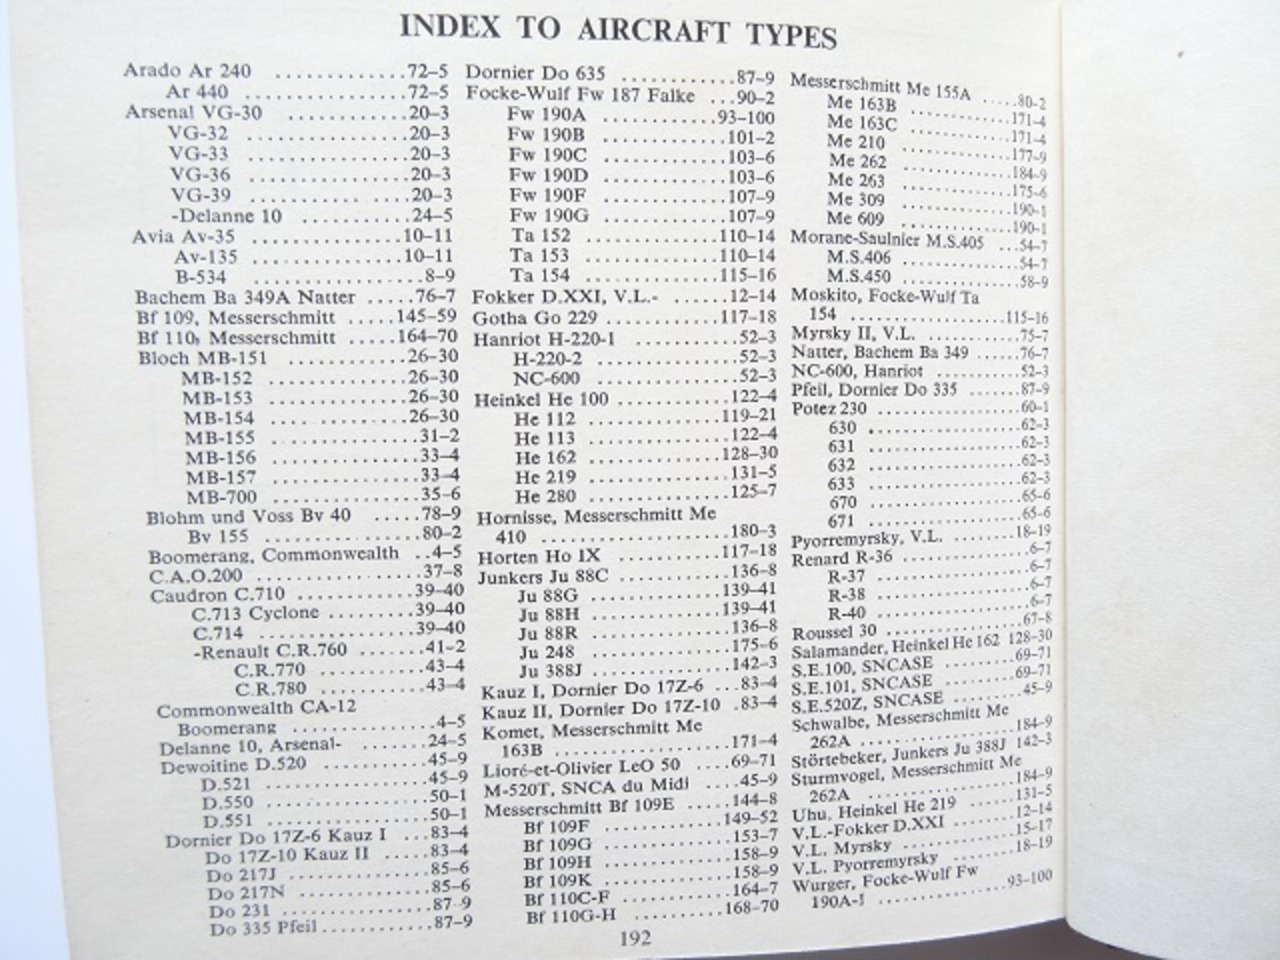 INDEX TO AIRCRAFT TYPES
Arado Ar 240 .............72–5
Ar 440 ................72–5
Arsenal VG-30 ............20–3
VG-32 ................20–3
VG-33 ................20–3
VG-36 ................20–3
VG-39 ................20–3
-Delanne 10 ...........24–5
Avia Av-35 ...............10–11
Av-135 ...............10–11
B-534 .................8–9
Bachem Ba 349A Natter .....76–7
Bf 109, Messerschmitt .....145–59
Bf 110, Messerschmitt .....164–70
Bloch MB-151 ............26–30
MB-152 ..............26–30
MB-153 ..............26–30
MB-154 ..............26–30
MB-155 ...............31–2
MB-156 ...............33–4
MB-157 ...............33–4
MB-700 ...............35–6
Blohm und Voss Bv 40 .....78–9
Bv 155 ...............80–2
Boomerang, Commonwealth ..4–5
C.A.O.200 ................37–8
Caudron C.710 ............39–40
C.713 Cyclone ........39–40
C.714 ................39–40
-Renault C.R.760 .......41–2
C.R.770 ...........43–4
C.R.780 ...........43–4
Commonwealth CA-12
Boomerang ..............4–5
Delanne 10, Arsenal- .......24–5
Dewoitine D.520 ...........45–9
D.521 ................45–9
D.550 ................50–1
D.551 ................50–1
Dornier Do 17Z-6 Kauz I ...83–4
Do 17Z-10 Kauz II .....83–4
Do 217J ..............85–6
Do 217N ..............85–6
Do 231 ...............87–9
Do 335 Pfeil............87–9
Dornier Do 635 ...........87–9
Focke-Wulf Fw 187 Falke ...90–2
Fw 190A .............93–100
Fw 190B .............101–2
Fw 190C .............103–6
Fw 190D .............103–6
Fw 190F .............107–9
Fw 190G .............107–9
Ta 152 .............110–14
Ta 153 .............110–14
Ta 154 .............115–16
Fokker D.XXI, V.L.- .......12–14
Gotha Go 229 ............117–18
Hanriot H-220-1 ...........52–3
H-220-2 ...............52–3
NC-600 ...............52–3
Heinkel He 100 ...........122–4
He 112 .............119–21
He 113 ..............122–4
He 162 .............128–30
He 219 ..............131–5
He 280 ..............125–7
Hornisse, Messerschmitt Me
410 ..................180–3
Horten Ho IX ............117–18
Junkers Ju 88C ............136–8
Ju 88G .............139–41
Ju 88H .............139–41
Ju 88R ..............136–8
Ju 248 ..............175–6
Ju 388J .............142–3
Kauz I, Dornier Do 17Z-6 ...83–4
Kauz II, Dornier Do 17Z-10 .83–4
Komet, Messerschmitt Me
163B .................171–4
Lioré-et-Olivier LeO 50 ....69–71
M-520T, SNCA du Midi ....45–9
Messerschmitt Bf 109E ....144–8
Bf 109F ............149–52
Bf 109G .............153–7
Bf 109H .............158–9
Bf 109K .............158–9
Bf 110C-F ...........164–7
Bf 110G-H ..........168–70
Messerschmitt Me 155A .....80–2
Me 163B ............171–4
Me 163C ............171–4
Me 210 .............177–9
Me 262 .............184–9
Me 263 .............175–6
Me 309 .............190–1
Me 609 .............190–1
Morane-Saulnier M.S.405 ...54–7
M.S.406 ..............54–7
M.S.450 ..............58–9
Moskito, Focke-Wulf Ta
154 ..................115–16
Myrsky II, V.L. ............75–7
Natter, Bachem Ba 349 ......76–7
NC-600, Hanriot ...........52–3
Pfeil, Dornier Do 335 .......87–9
Potez 230 .................60–1
630 ..................62–3
631 ..................62–3
632 ..................62–3
633 ..................62–3
670 ..................65–6
671 ..................65–6
Pyorremyrsky, V.L. ........18–19
Renard R-36 ................6–7
R-37 ..................6–7
R-38 ..................6–7
R-40 ..................6–7
Roussel 30 ................67–8
Salamander, Heinkel He 162 128–30
S.E.100, SNCASE .........69–71
S.E.101, SNCASE .........69–71
S.E.520Z, SNCASE ........45–9
Schwalbe, Messerschmitt Me
262A .................184–9
Störtebeker, Junkers Ju 388J 142–3
Sturmvogel, Messerschmitt Me
262A .................184–9
Uhu, Heinkel He 219 ......131–5
V.L.-Fokker D.XXI ........12–14
V.L. Myrsky .............15–17
V.L. Pyorremyrsky ........18–19
Wurger, Focke-Wulf Fw
190A-1 ..............93–100
192